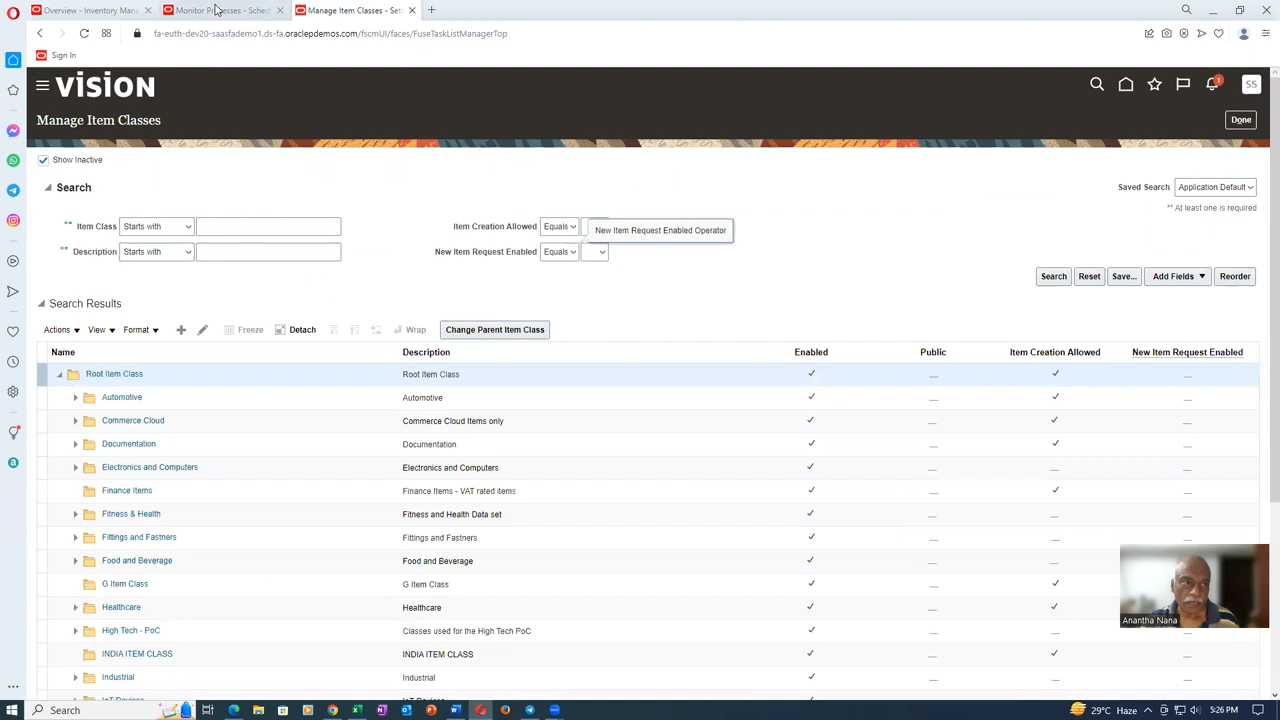 Overview - Inventory Mana
Monitor Processes - Sched
Manage Item Classes - Set
fa-euth-dev20-saasfademo1.ds-fa.oraclepdemos.com/fscmUI/faces/FuseTaskListManagerTop
Sign In
VISION
1
SS
Manage Item Classes
Done
Show Inactive
Search
Saved Search Application Default
** At least one is required
** Item Class Starts with
Item Creation Allowed Equals
New Item Request Enabled Operator
** Description Starts with
New Item Request Enabled Equals
Search Reset Save... Add Fields Reorder
Search Results
Actions View Format Freeze Detach Wrap Change Parent Item Class
Name Description Enabled Public Item Creation Allowed New Item Request Enabled
Root Item Class Root Item Class
Automotive Automotive
Commerce Cloud Commerce Cloud Items only
Documentation Documentation
Electronics and Computers Electronics and Computers
Finance Items Finance Items - VAT rated items
Fitness & Health Fitness and Health Data set
Fittings and Fastners Fittings and Fastners
Food and Beverage Food and Beverage
G Item Class G Item Class
Healthcare Healthcare
High Tech - PoC Classes used for the High Tech PoC
INDIA ITEM CLASS INDIA ITEM CLASS
Industrial Industrial
IoT Devices
Anantha Nana
Search
29°C Haze
5:26 PM